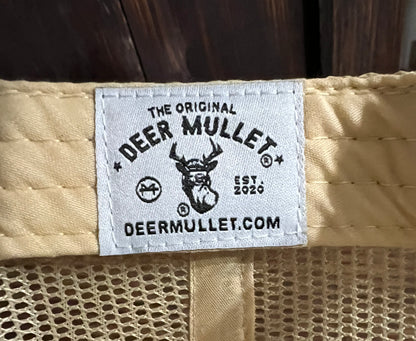 THE ORIGINAL
DEER MULLET®
EST.
2020
®
DEERMULLET.COM